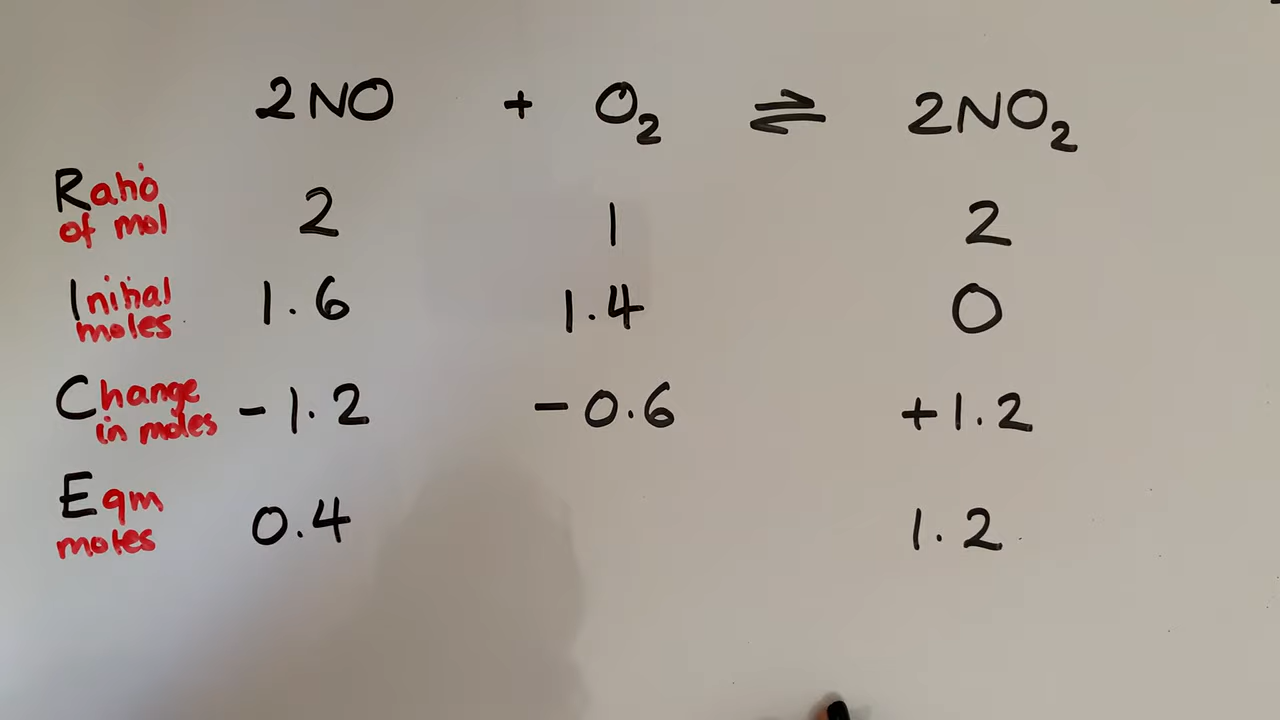 2NO + O₂ ⇌ 2NO₂
Ratio of mol 2 1 2
Initial moles 1.6 1.4 0
Change in moles -1.2 -0.6 +1.2
Eqm moles 0.4 1.2